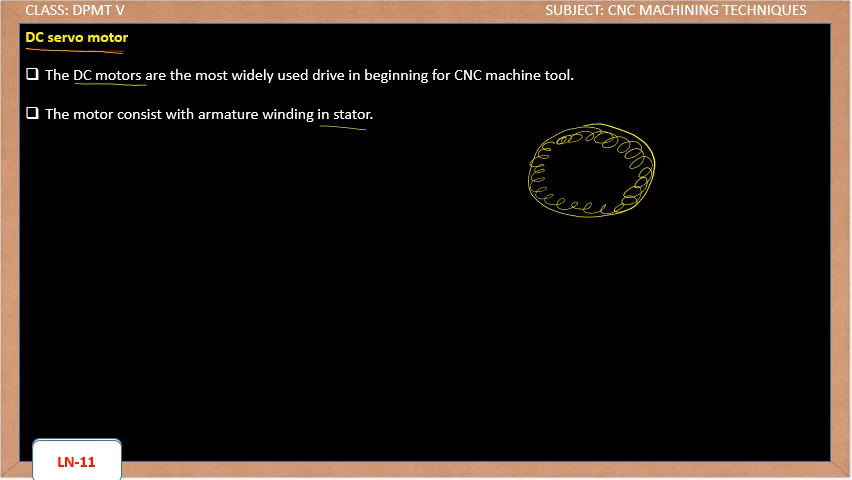 CLASS: DPMT V
SUBJECT: CNC MACHINING TECHNIQUES
DC servo motor
The DC motors are the most widely used drive in beginning for CNC machine tool.
The motor consist with armature winding in stator.
LN-11